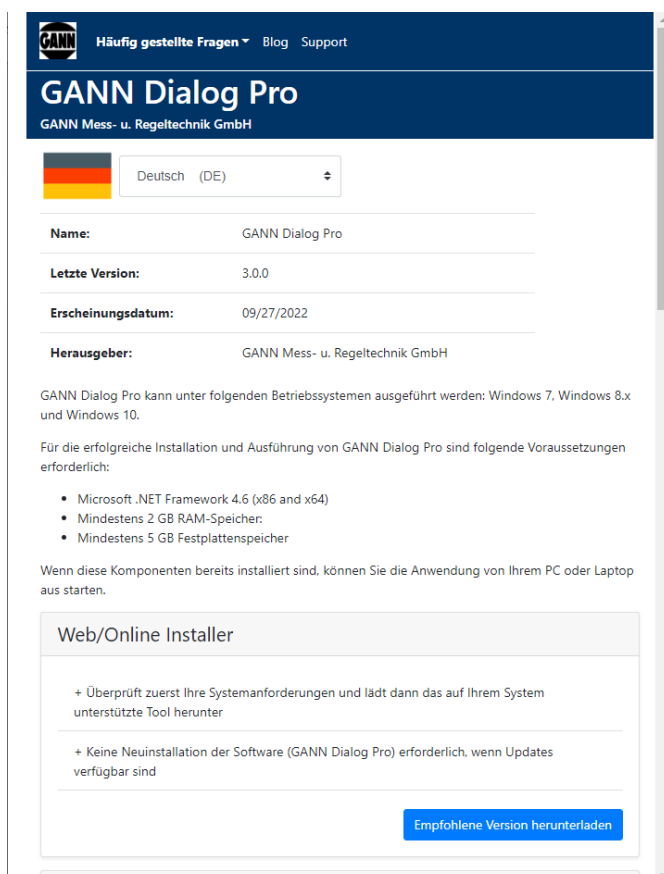 GANN
Häufig gestellte Fragen Blog Support
GANN Dialog Pro
GANN Mess- u. Regeltechnik GmbH
Deutsch (DE)
Name: GANN Dialog Pro
Letzte Version: 3.0.0
Erscheinungsdatum: 09/27/2022
Herausgeber: GANN Mess- u. Regeltechnik GmbH
GANN Dialog Pro kann unter folgenden Betriebssystemen ausgeführt werden: Windows 7, Windows 8.x
und Windows 10.
Für die erfolgreiche Installation und Ausführung von GANN Dialog Pro sind folgende Voraussetzungen
erforderlich:
• Microsoft .NET Framework 4.6 (x86 and x64)
• Mindestens 2 GB RAM-Speicher:
• Mindestens 5 GB Festplattenspeicher
Wenn diese Komponenten bereits installiert sind, können Sie die Anwendung von Ihrem PC oder Laptop
aus starten.
Web/Online Installer
+ Überprüft zuerst Ihre Systemanforderungen und lädt dann das auf Ihrem System
unterstützte Tool herunter
+ Keine Neuinstallation der Software (GANN Dialog Pro) erforderlich, wenn Updates
verfügbar sind
Empfohlene Version herunterladen